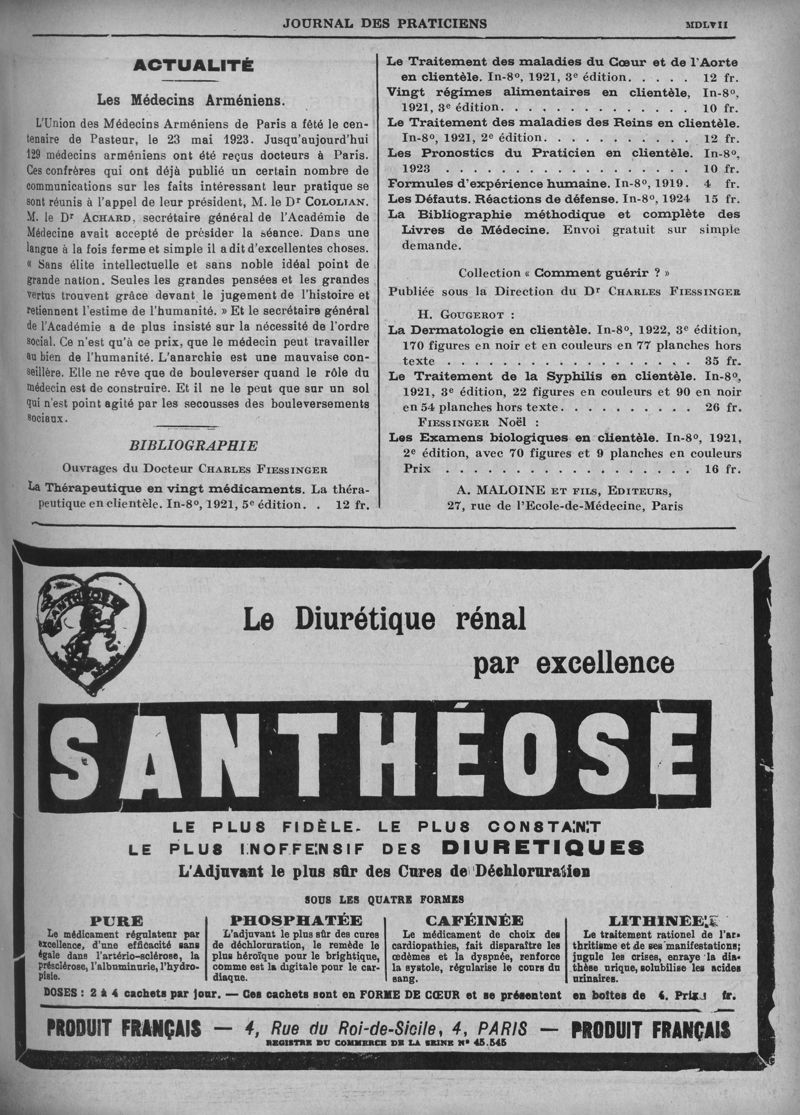 JOURNAL DES PRATICIENS
MDLVII
ACTUALITÉ
Les Médecins Arméniens.
L'Union des Médecins Arméniens de Paris a fêté le cen-
tenaire de Pasteur, le 23 mai 1923. Jusqu'aujourd'hui
129 médecins arméniens ont été reçus docteurs à Paris.
Ces confrères qui ont déjà publié un certain nombre de
communications sur les faits intéressant leur pratique se
sont réunis à l'appel de leur président, M. le Dr COLOLIAN.
M. le Dr ACHARD, secrétaire général de l'Académie de
Médecine avait accepté de présider la séance. Dans une
langue à la fois ferme et simple il a dit d'excellentes choses.
« Sans élite intellectuelle et sans noble idéal point de
grande nation. Seules les grandes pensées et les grandes
vertus trouvent grâce devant le jugement de l'histoire et
retiennent l'estime de l'humanité. » Et le secrétaire général
de l'Académie a de plus insisté sur la nécessité de l'ordre
social. Ce n'est qu'à ce prix, que le médecin peut travailler
au bien de l'humanité. L'anarchie est une mauvaise con-
seillère. Elle ne rêve que de bouleverser quand le rôle du
médecin est de construire. Et il ne le peut que sur un sol
qui n'est point agité par les secousses des bouleversements
sociaux.
BIBLIOGRAPHIE
Ouvrages du Docteur CHARLES FIESSINGER
La Thérapeutique en vingt médicaments. La théra-
peutique en clientèle. In-8º, 1921, 5e édition. . 12 fr.
Le Traitement des maladies du Cœur et de l'Aorte
en clientèle. In-8º, 1921, 3e édition. . . . . 12 fr.
Vingt régimes alimentaires en clientèle, In-8º,
1921, 3e édition. . . . . . . . . . . . . 10 fr.
Le Traitement des maladies des Reins en clientèle.
In-8º, 1921, 2e édition. . . . . . . . . . 12 fr.
Les Pronostics du Praticien en clientèle. In-8º,
1923 . . . . . . . . . . . . . . . . . 10 fr.
Formules d'expérience humaine. In-8º, 1919. 4 fr.
Les Défauts. Réactions de défense. In-8º, 1924 15 fr.
La Bibliographie méthodique et complète des
Livres de Médecine. Envoi gratuit sur simple
demande.
Collection « Comment guérir ? »
Publiée sous la Direction du Dr CHARLES FIESSINGER
H. GOUGEROT :
La Dermatologie en clientèle. In-8º, 1922, 3e édition,
170 figures en noir et en couleurs en 77 planches hors
texte . . . . . . . . . . . . . . . . . 35 fr.
Le Traitement de la Syphilis en clientèle. In-8º,
1921, 3e édition, 22 figures en couleurs et 90 en noir
en 54 planches hors texte. . . . . . . . . . 26 fr.
FIESSINGER Noël :
Les Examens biologiques en clientèle. In-8º, 1921,
2e édition, avec 70 figures et 9 planches en couleurs
Prix . . . . . . . . . . . . . . . . . 16 fr.
A. MALOINE ET FILS, EDITEURS,
27, rue de l'Ecole-de-Médecine, Paris
SANTHÉOSE
Le Diurétique rénal
par excellence
SANTHÉOSE
LE PLUS FIDÈLE - LE PLUS CONSTANT
LE PLUS INOFFENSIF DES DIURETIQUES
L'Adjuvant le plus sûr des Cures de Déchloruration
SOUS LES QUATRE FORMES
PURE
Le médicament régulateur par
excellence, d'une efficacité sans
égale dans l'artério-sclérose, la
présclérose, l'albuminurie, l'hydro-
pisie.
PHOSPHATÉE
L'adjuvant le plus sûr des cures
de déchloruration, le remède le
plus héroïque pour le brightique,
comme est la digitale pour le car-
diaque.
CAFÉINÉE
Le médicament de choix des
cardiopathies, fait disparaître les
œdèmes et la dyspnée, renforce
la systole, régularise le cours du
sang.
LITHINEE
Le traitement rationel de l'ar-
thritisme et de ses manifestations;
jugule les crises, enraye la dia-
thèse urique, solubilise les acides
urinaires.
DOSES : 2 à 4 cachets par jour. — Ces cachets sont en FORME DE CŒUR et se présentent en boîtes de 4. Prix fr.
PRODUIT FRANÇAIS — 4, Rue du Roi-de-Sicile, 4, PARIS — PRODUIT FRANÇAIS
REGISTRE DU COMMERCE DE LA SEINE Nº 45.545